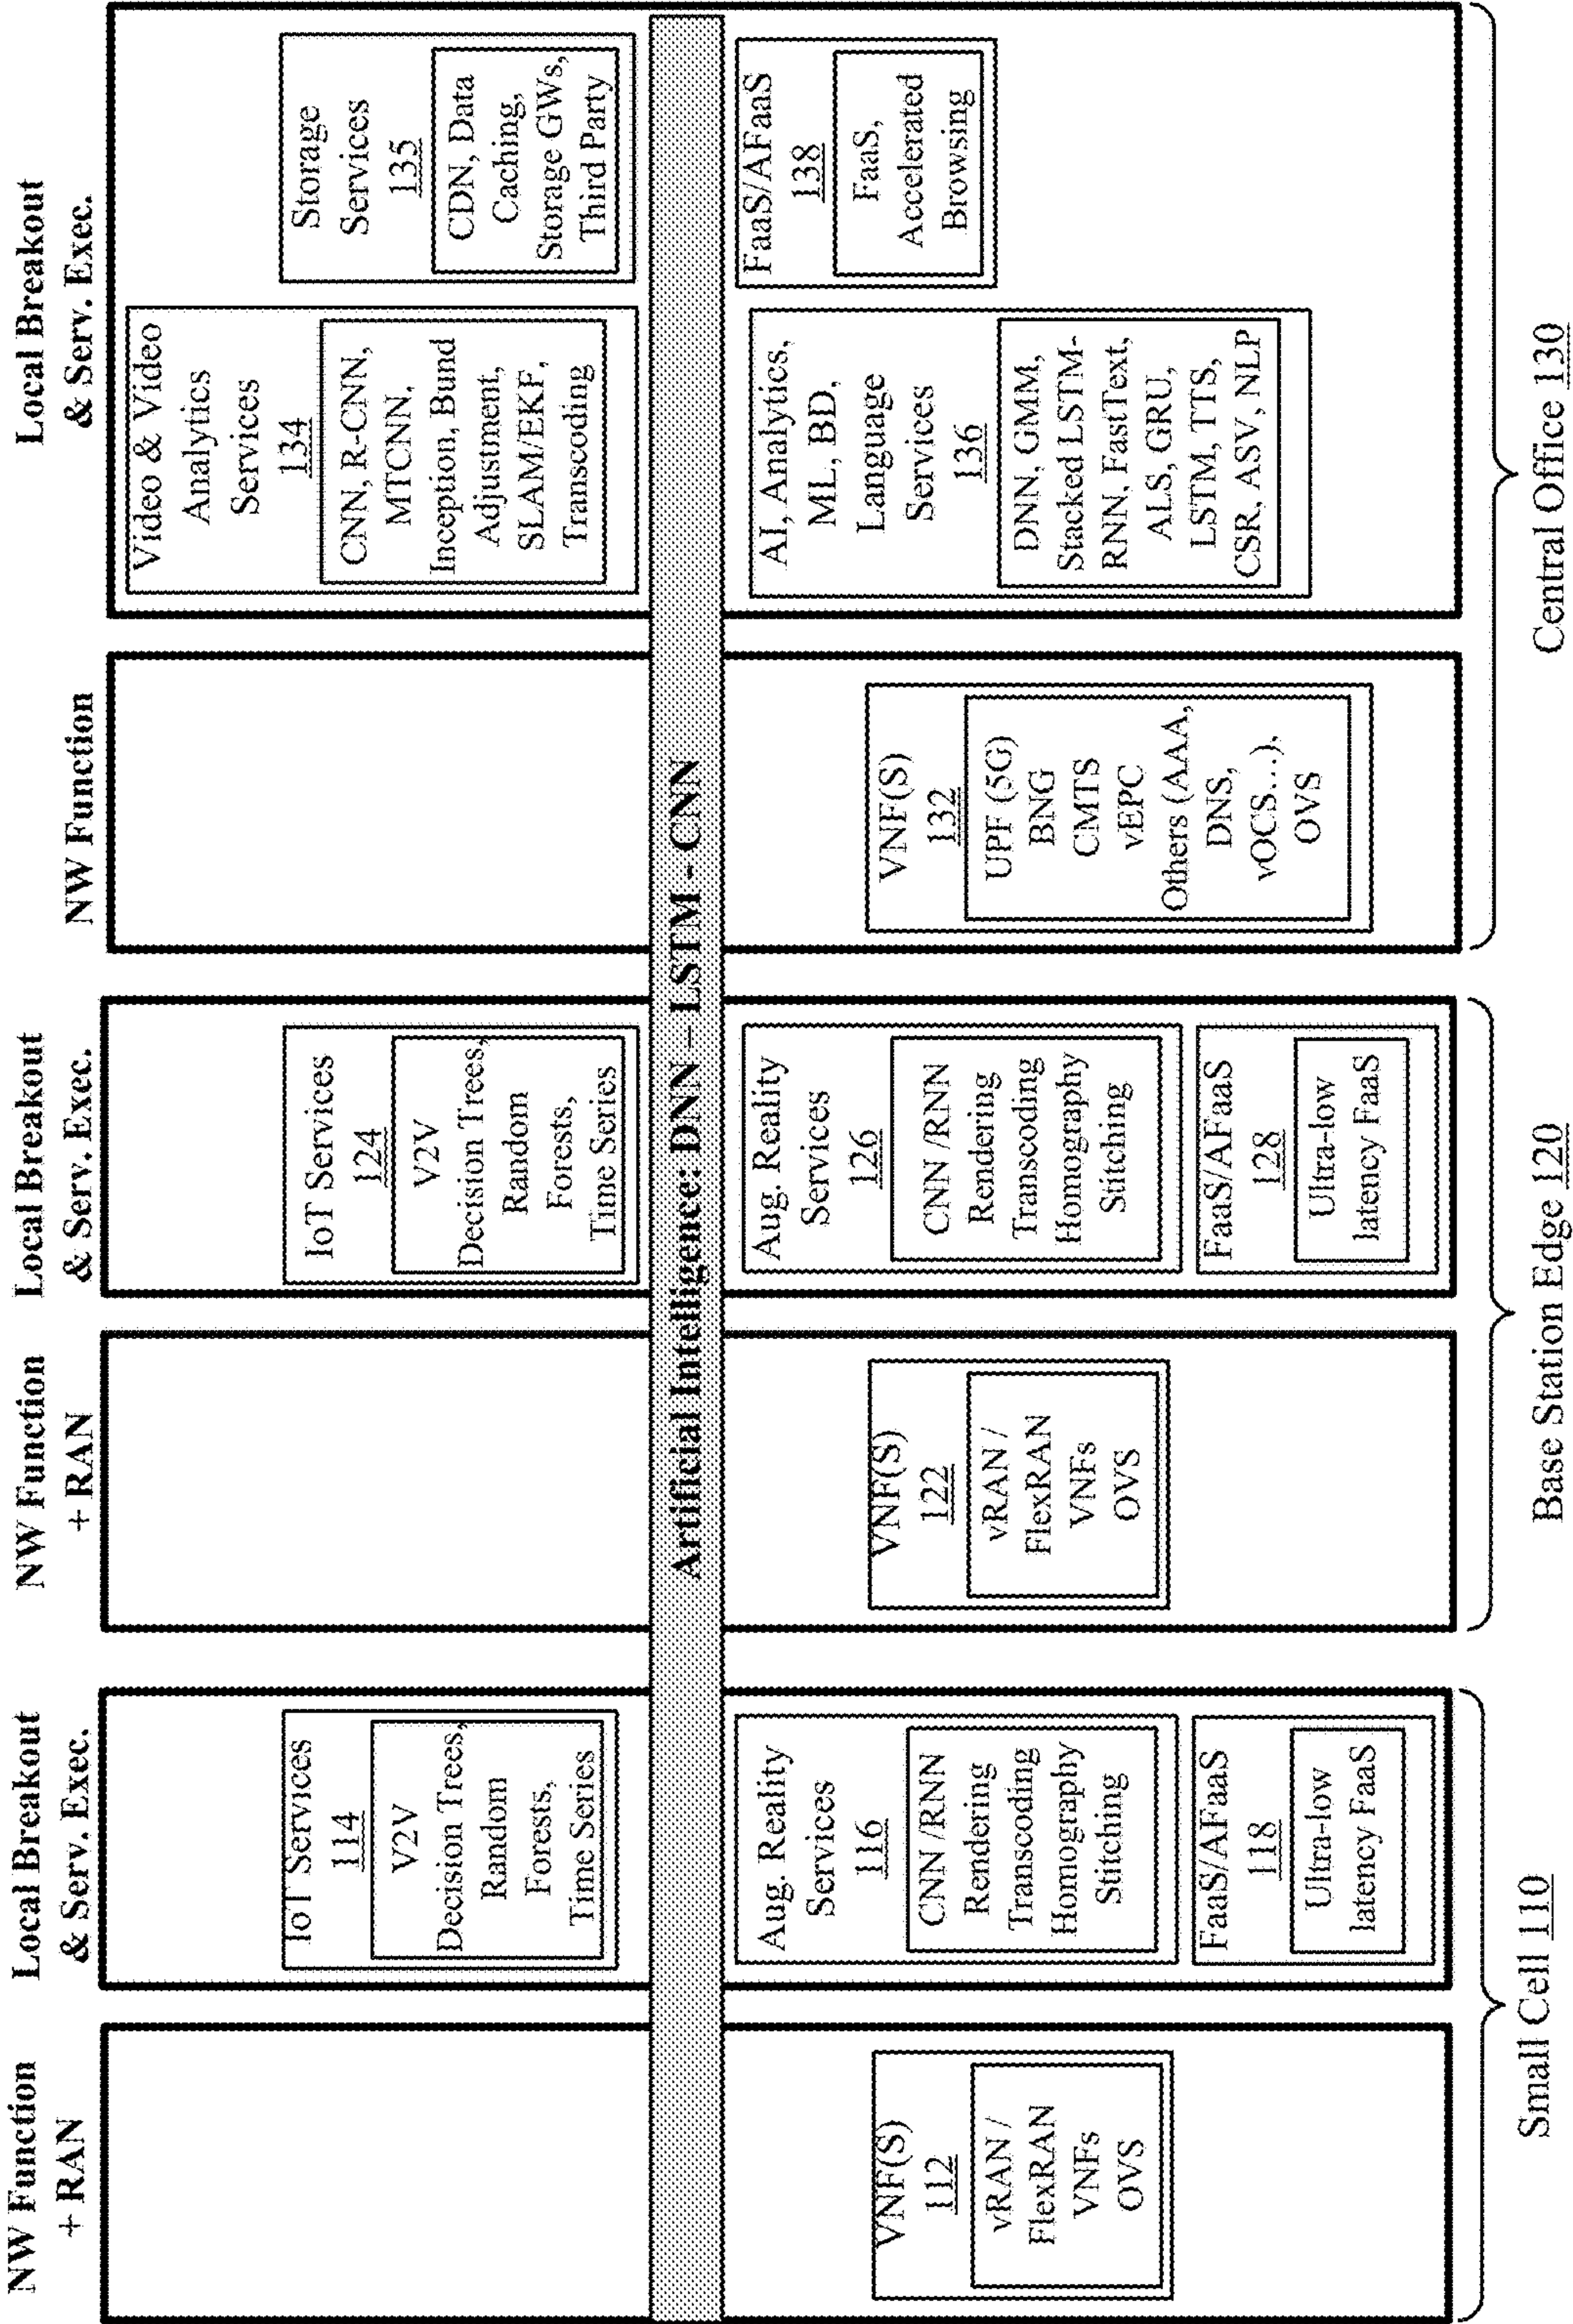 NW Function
+ RAN
VNF(S)
112
vRAN /
FlexRAN
VNFs
OVS
Local Breakout
& Serv. Exec.
IoT Services
114
V2V
Decision Trees,
Random
Forests,
Time Series
Aug. Reality
Services
116
CNN /RNN
Rendering
Transcoding
Homography
Stitching
FaaS/AFaaS
118
Ultra-low
latency FaaS
Small Cell 110
NW Function
+ RAN
VNF(S)
122
vRAN /
FlexRAN
VNFs
OVS
Local Breakout
& Serv. Exec.
IoT Services
124
V2V
Decision Trees,
Random
Forests,
Time Series
Aug. Reality
Services
126
CNN /RNN
Rendering
Transcoding
Homography
Stitching
FaaS/AFaaS
128
Ultra-low
latency FaaS
Base Station Edge 120
Artificial Intelligence: DNN – LSTM - CNN
NW Function
VNF(S)
132
UPF (5G)
BNG
CMTS
vEPC
Others (AAA,
DNS,
vOCS...),
OVS
Local Breakout
& Serv. Exec.
Video & Video
Analytics
Services
134
CNN, R-CNN,
MTCNN,
Inception, Bund
Adjustment,
SLAM/EKF,
Transcoding
Storage
Services
135
CDN, Data
Caching,
Storage GWs,
Third Party
AI, Analytics,
ML, BD,
Language
Services
136
DNN, GMM,
Stacked LSTM-
RNN, FastText,
ALS, GRU,
LSTM, TTS,
CSR, ASV, NLP
FaaS/AFaaS
138
FaaS,
Accelerated
Browsing
Central Office 130